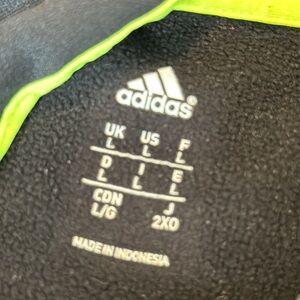 adidas®
UK US F
L L L
D I E
L L L
CDN J
L/G 2XO
MADE IN INDONESIA